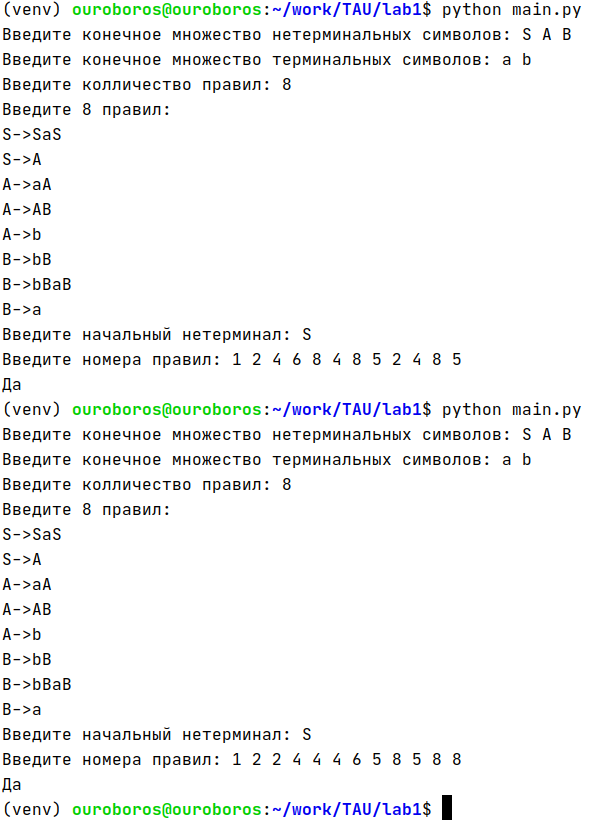 (venv) ouroboros@ouroboros:~/work/TAU/lab1$ python main.py
Введите конечное множество нетерминальных символов: S A B
Введите конечное множество терминальных символов: a b
Введите колличество правил: 8
Введите 8 правил:
S->SaS
S->A
A->aA
A->AB
A->b
B->bB
B->bBaB
B->a
Введите начальный нетерминал: S
Введите номера правил: 1 2 4 6 8 4 8 5 2 4 8 5
Да
(venv) ouroboros@ouroboros:~/work/TAU/lab1$ python main.py
Введите конечное множество нетерминальных символов: S A B
Введите конечное множество терминальных символов: a b
Введите колличество правил: 8
Введите 8 правил:
S->SaS
S->A
A->aA
A->AB
A->b
B->bB
B->bBaB
B->a
Введите начальный нетерминал: S
Введите номера правил: 1 2 2 4 4 4 6 5 8 5 8 8
Да
(venv) ouroboros@ouroboros:~/work/TAU/lab1$